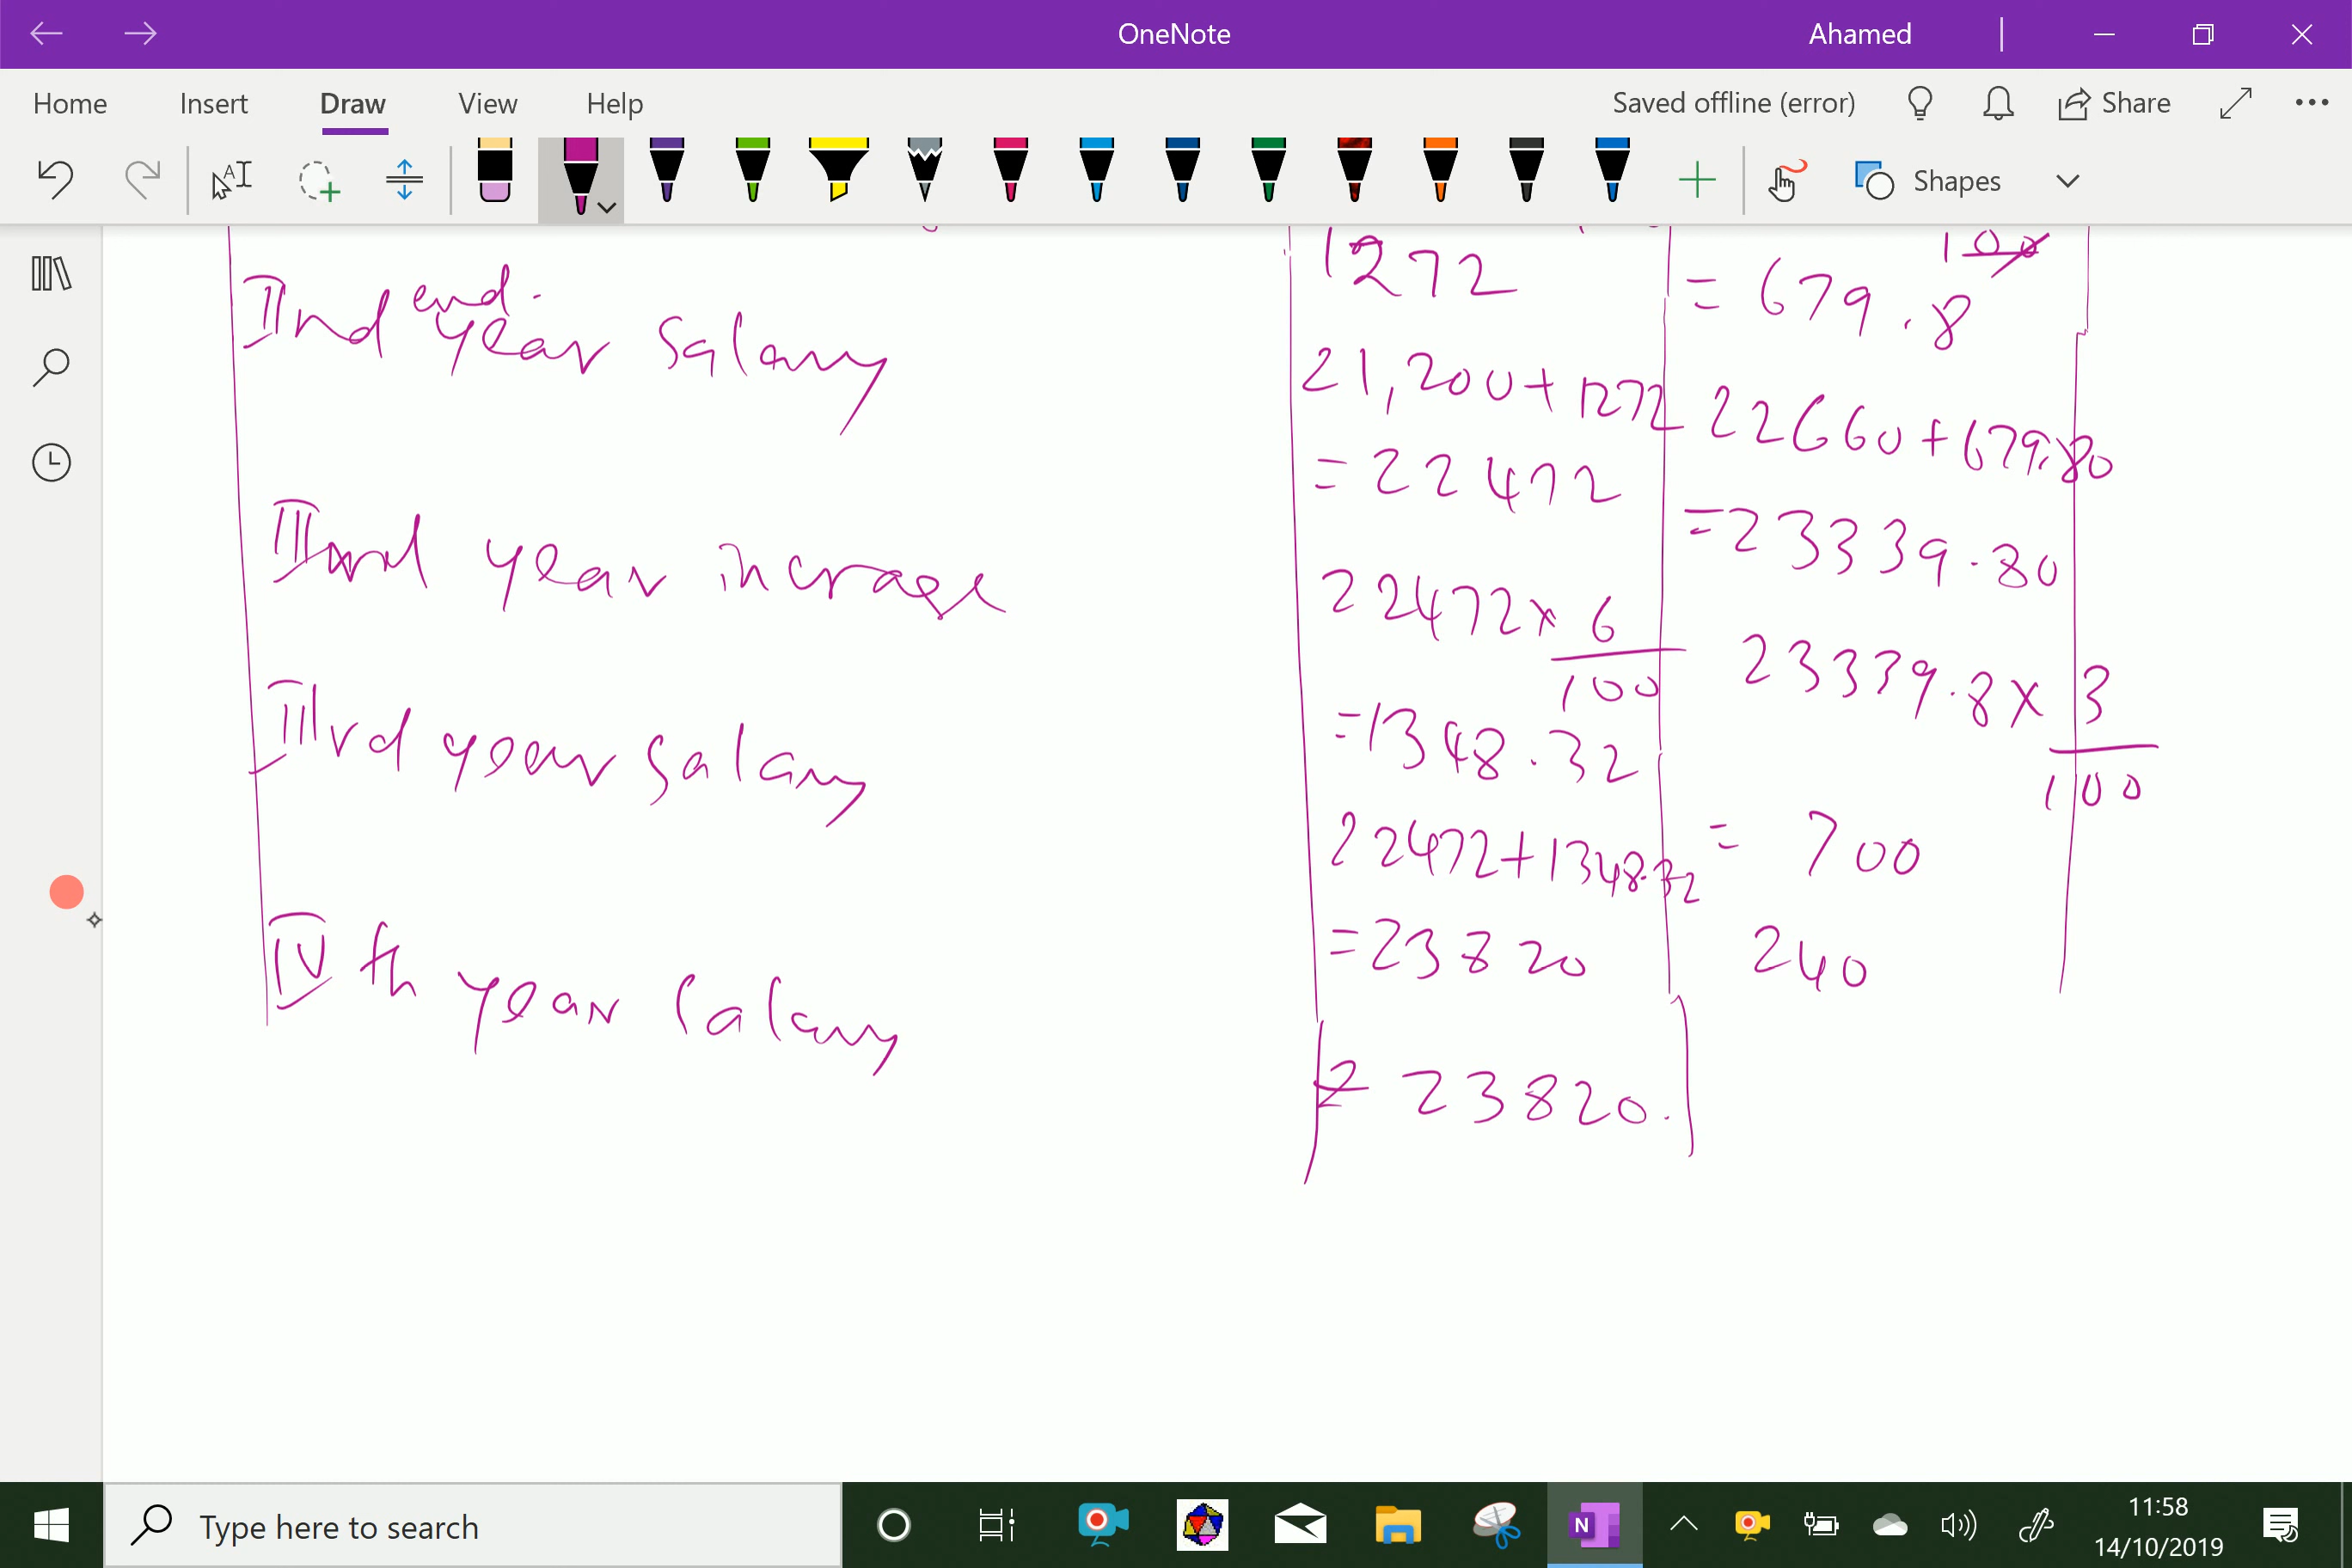 OneNote
Ahamed
Home Insert Draw View Help
Saved offline (error)
Share
Shapes
1272
100
= 679.8
IInd end. year salary
21,200+1272
22660+679.80
= 22472
=23339.80
IIIrd year increase
22472 x 6
100
23339.8 x 3
100
IIIrd year salary
=1348.32
22472+1348.32
= 700
IV th year salary
=23820
240
= 23820.
Type here to search
N
11:58
14/10/2019